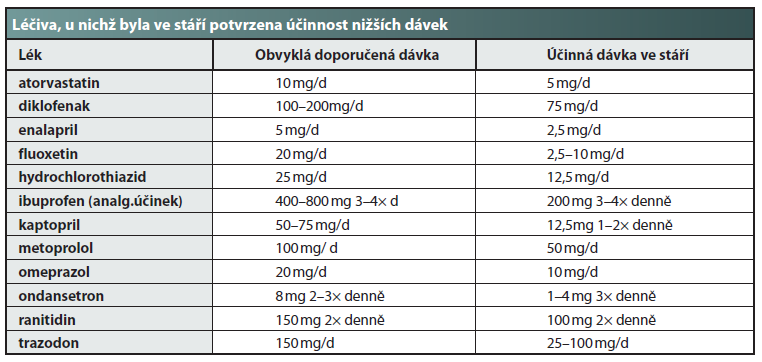 Léčiva, u nichž byla ve stáří potvrzena účinnost nižších dávek
Lék Obvyklá doporučená dávka Účinná dávka ve stáří
atorvastatin 10 mg/d 5 mg/d
diklofenak 100–200mg/d 75 mg/d
enalapril 5 mg/d 2,5 mg/d
fluoxetin 20 mg/d 2,5–10 mg/d
hydrochlorothiazid 25 mg/d 12,5 mg/d
ibuprofen (analg.účinek) 400–800 mg 3–4× d 200 mg 3–4× denně
kaptopril 50–75 mg/d 12,5mg 1–2× denně
metoprolol 100 mg/ d 50 mg/d
omeprazol 20 mg/d 10 mg/d
ondansetron 8 mg 2–3× denně 1–4 mg 3× denně
ranitidin 150 mg 2× denně 100 mg 2× denně
trazodon 150 mg/d 25–100 mg/d